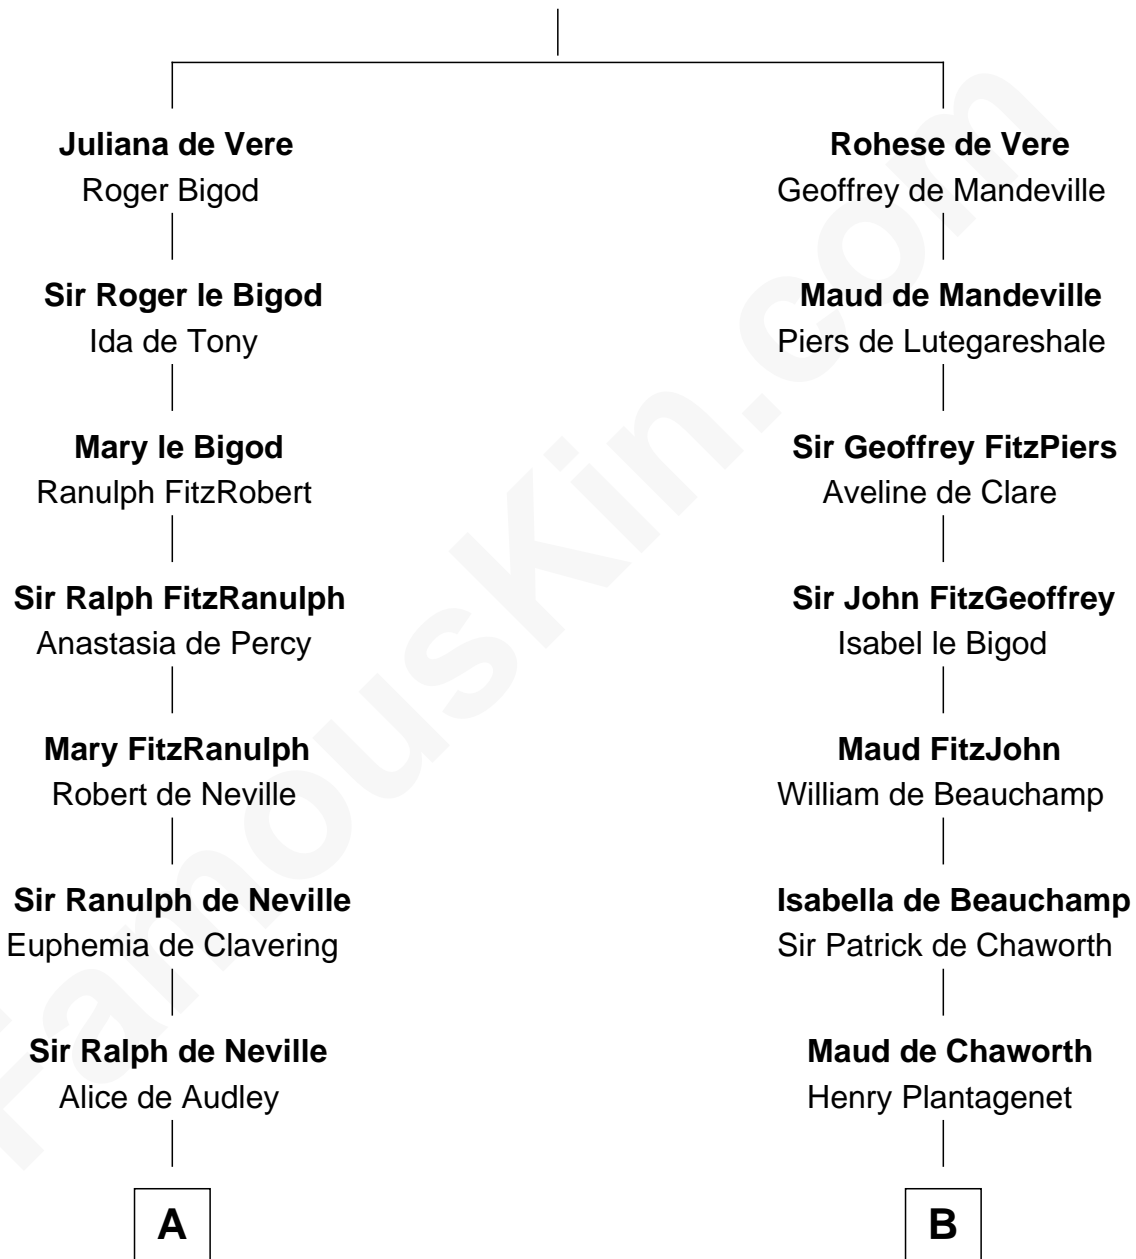 Juliana de Vere
Roger Bigod
Sir Roger le Bigod
Ida de Tony
Mary le Bigod
Ranulph FitzRobert
Sir Ralph FitzRanulph
Anastasia de Percy
Mary FitzRanulph
Robert de Neville
Sir Ranulph de Neville
Euphemia de Clavering
Sir Ralph de Neville
Alice de Audley
A
Rohese de Vere
Geoffrey de Mandeville
Maud de Mandeville
Piers de Lutegareshale
Sir Geoffrey FitzPiers
Aveline de Clare
Sir John FitzGeoffrey
Isabel le Bigod
Maud FitzJohn
William de Beauchamp
Isabella de Beauchamp
Sir Patrick de Chaworth
Maud de Chaworth
Henry Plantagenet
B
FamousKin.com